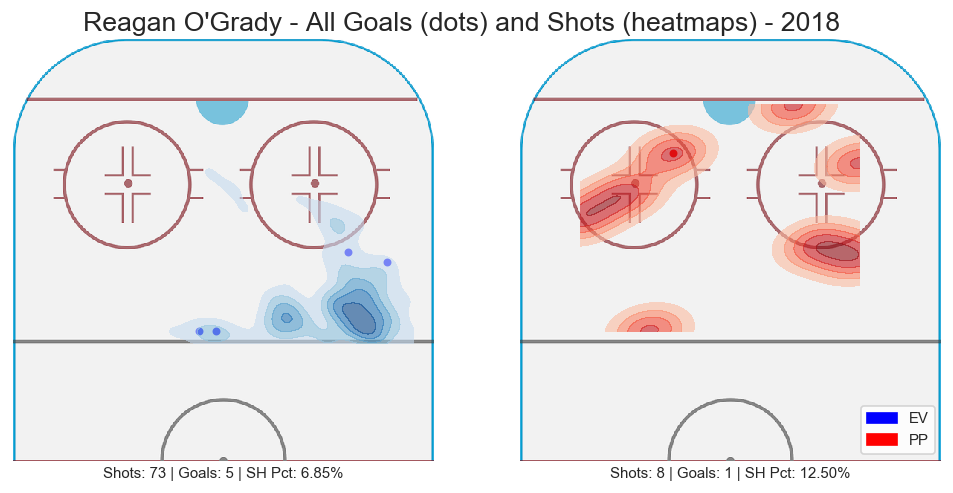 Reagan O'Grady - All Goals (dots) and Shots (heatmaps) - 2018
EV
PP
Shots: 73 | Goals: 5 | SH Pct: 6.85%
Shots: 8 | Goals: 1 | SH Pct: 12.50%